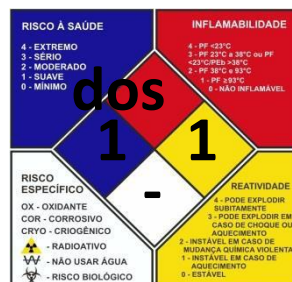 RISCO À SAÚDE
4 - EXTREMO
3 - SÉRIO
2 - MODERADO
1 - SUAVE
0 - MÍNIMO
INFLAMABILIDADE
4 - PF <23°C
3 - PF 23°C a 38°C ou PF
<23°C/PEb >38°C
2 - PF 38°C e 93°C
1 - PF ≥93°C
0 - NÃO INFLAMÁVEL
dos
1
1
-
RISCO
ESPECÍFICO
OX - OXIDANTE
COR - CORROSIVO
CRYO - CRIOGÊNICO
- RADIOATIVO
- NÃO USAR ÁGUA
- RISCO BIOLÓGICO
REATIVIDADE
4 - PODE EXPLODIR
SUBITAMENTE
3 - PODE EXPLODIR EM
CASO DE CHOQUE OU
AQUECIMENTO
2 - INSTÁVEL EM CASO DE
MUDANÇA QUÍMICA VIOLENTA
1 - INSTÁVEL EM CASO DE
AQUECIMENTO
0 - ESTÁVEL